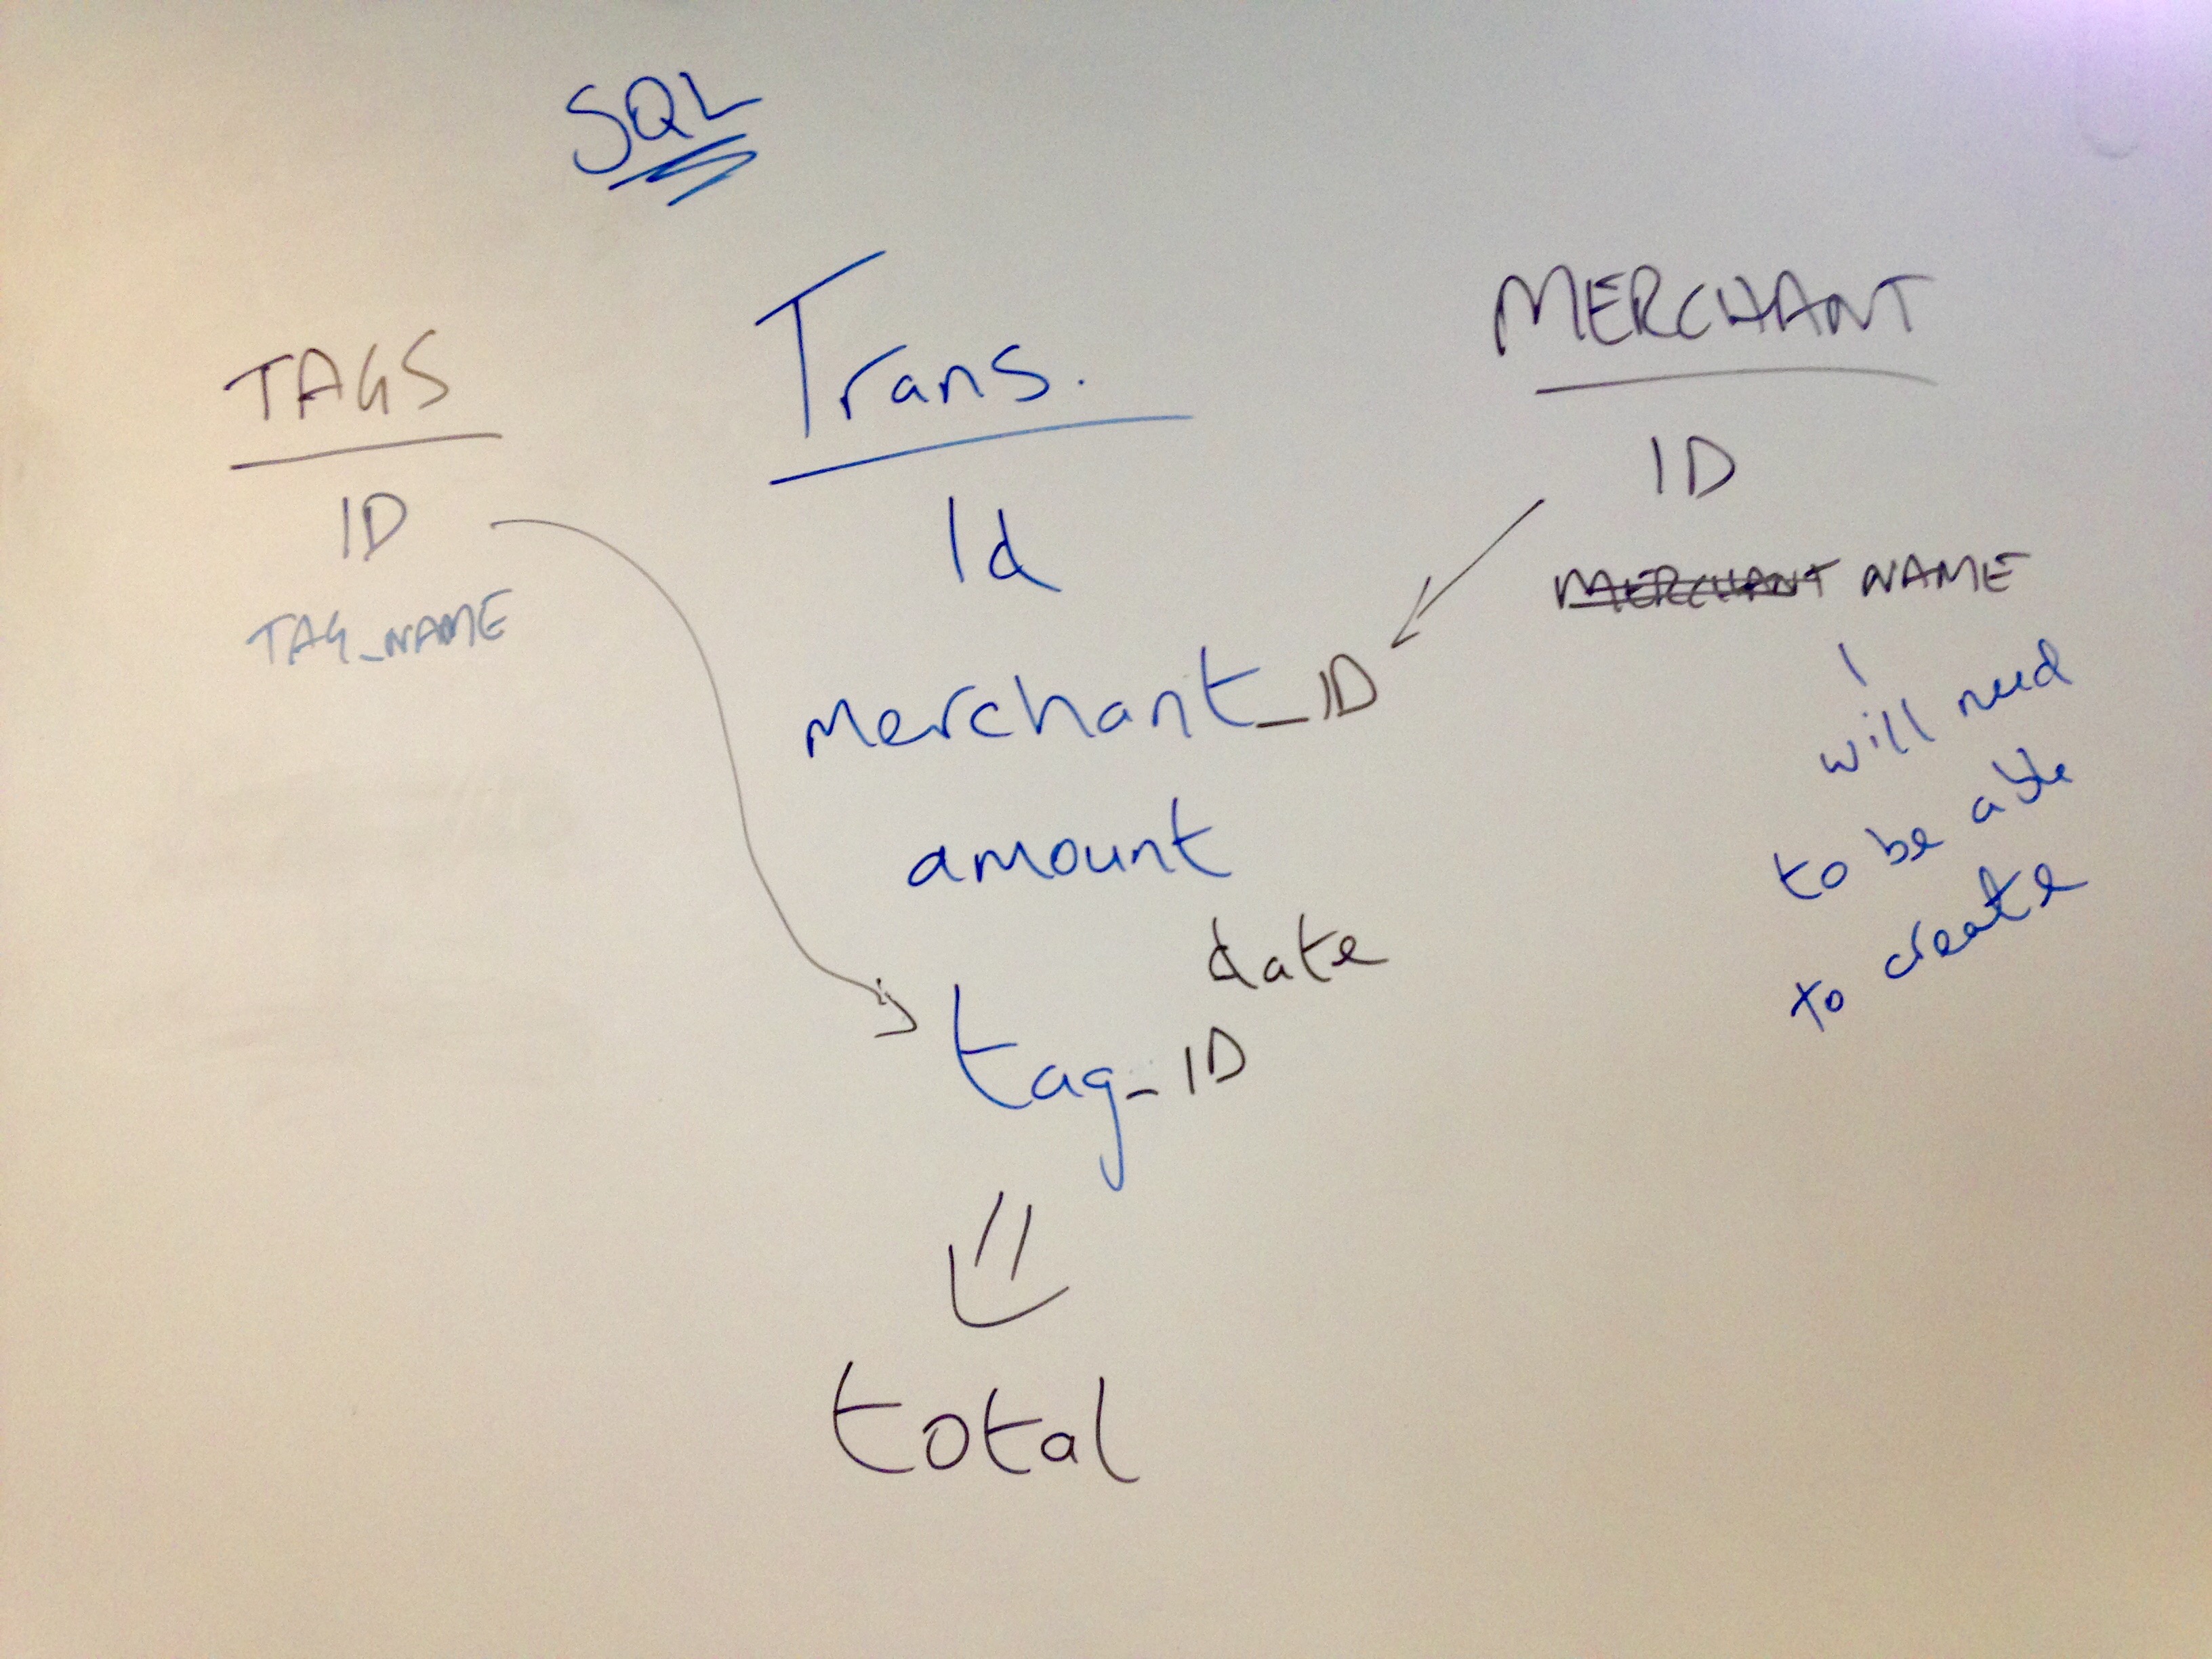 SQL
TAGS
ID
TAG_NAME
Trans.
Id
merchant_ID
amount
date
tag_ID
total
MERCHANT
ID
MERCHANT NAME
will need
to be able
to create